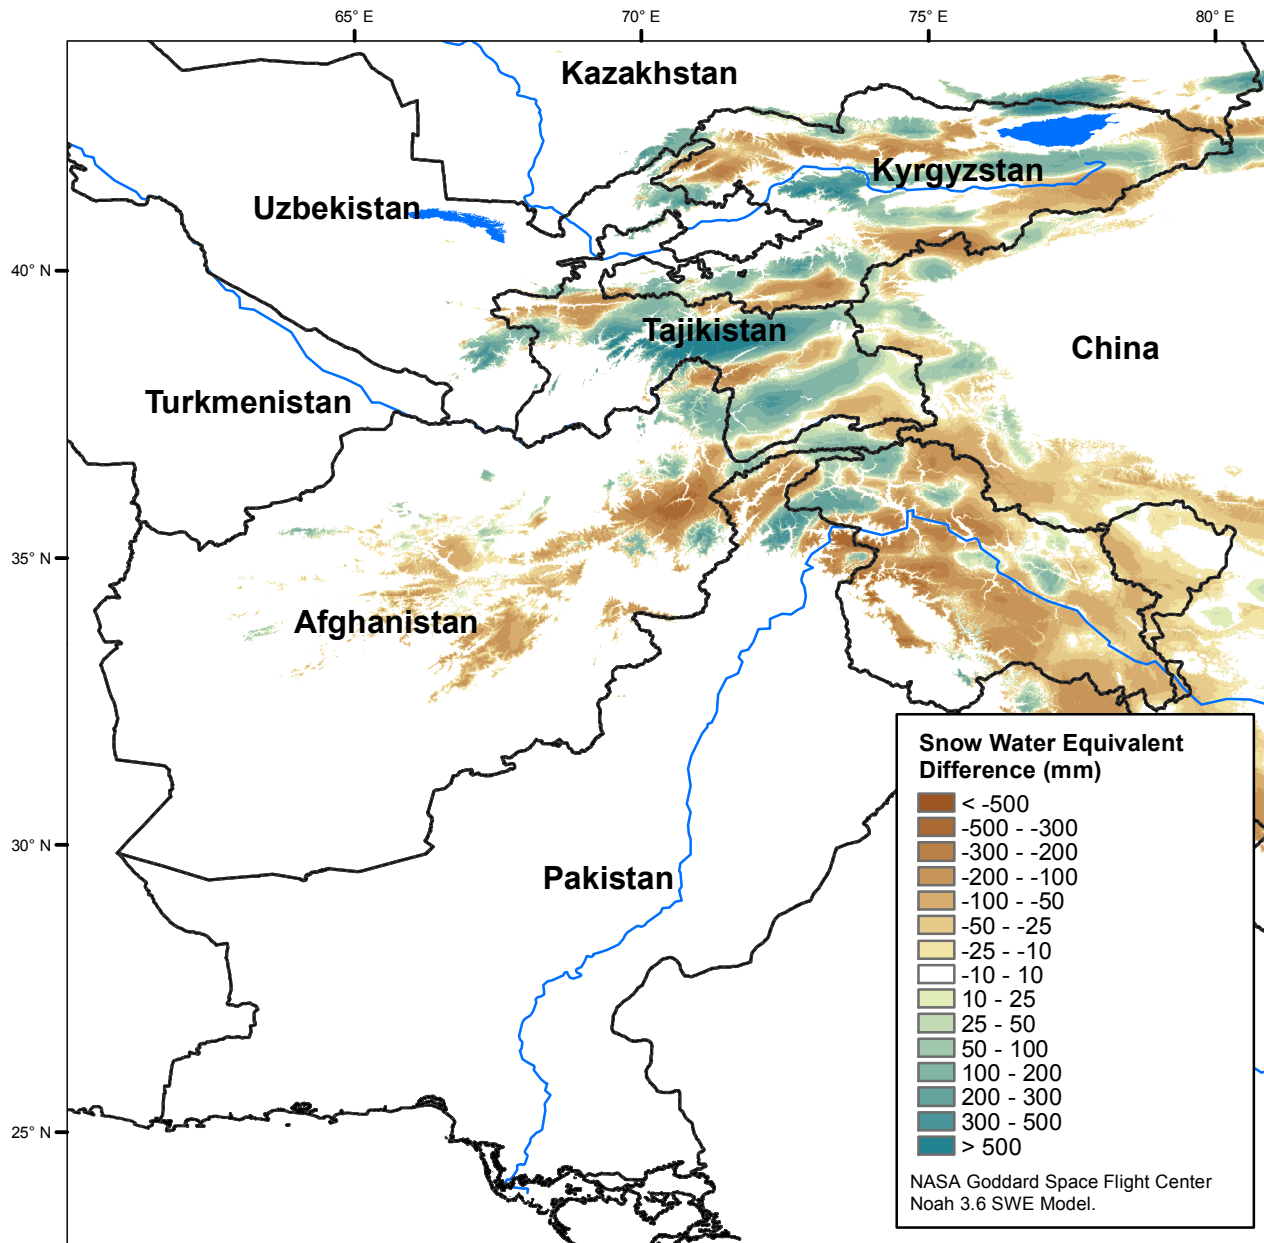 65° E
70° E
75° E
80° E
Kazakhstan
Kyrgyzstan
Uzbekistan
40° N
Tajikistan
China
Turkmenistan
35° N
Afghanistan
Snow Water Equivalent
Difference (mm)
< -500
-500 - -300
-300 - -200
-200 - -100
-100 - -50
-50 - -25
-25 - -10
-10 - 10
10 - 25
25 - 50
50 - 100
100 - 200
200 - 300
300 - 500
> 500
NASA Goddard Space Flight Center
Noah 3.6 SWE Model.
30° N
Pakistan
25° N